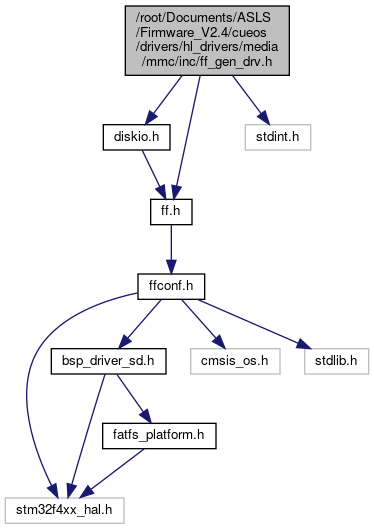 /root/Documents/ASLS
/Firmware_V2.4/cueos
/drivers/hl_drivers/media
/mmc/inc/ff_gen_drv.h
diskio.h
stdint.h
ff.h
ffconf.h
bsp_driver_sd.h
cmsis_os.h
stdlib.h
fatfs_platform.h
stm32f4xx_hal.h